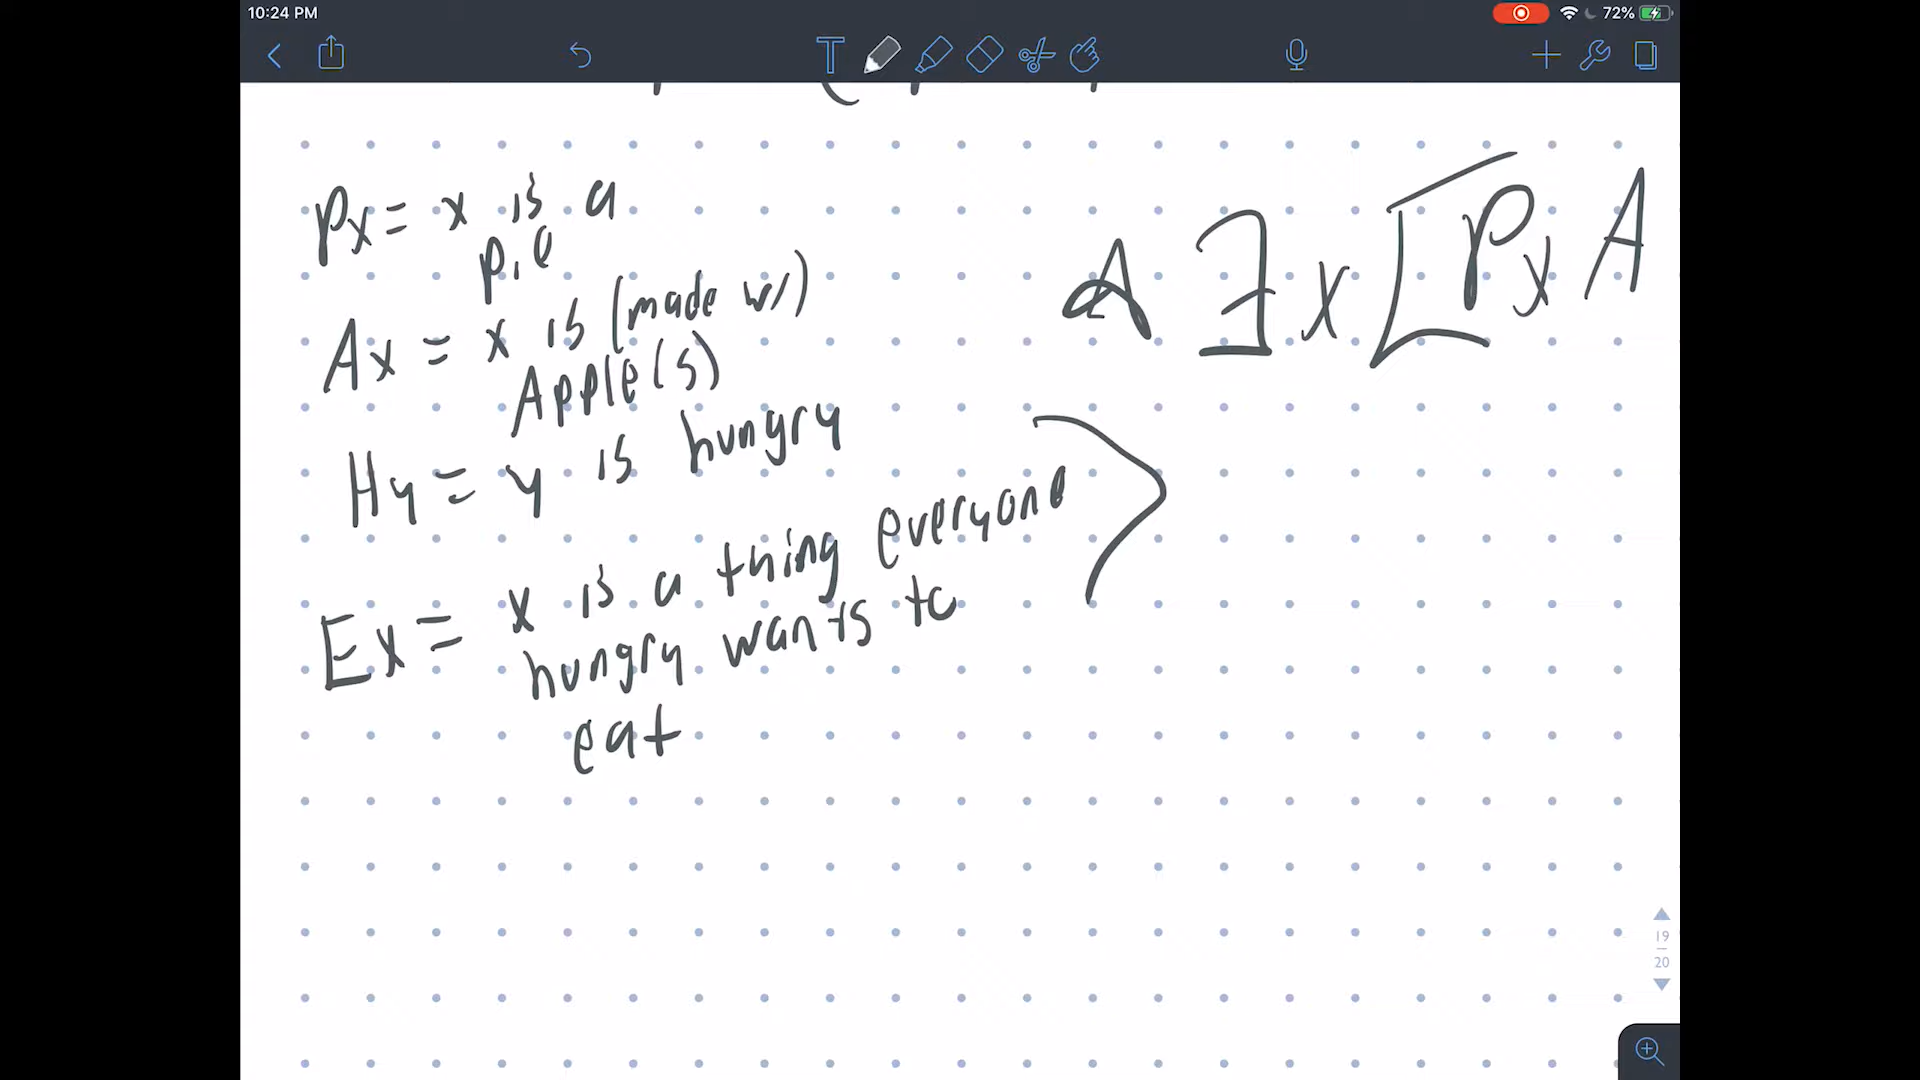 10:24 PM
72%
Px = x is a
pie
Ax = x is (made w/)
Apple(s)
Hy = y is hungry
Ex = x is a thing everyone
hungry wants to
eat
A ∃x [Px A
19
20